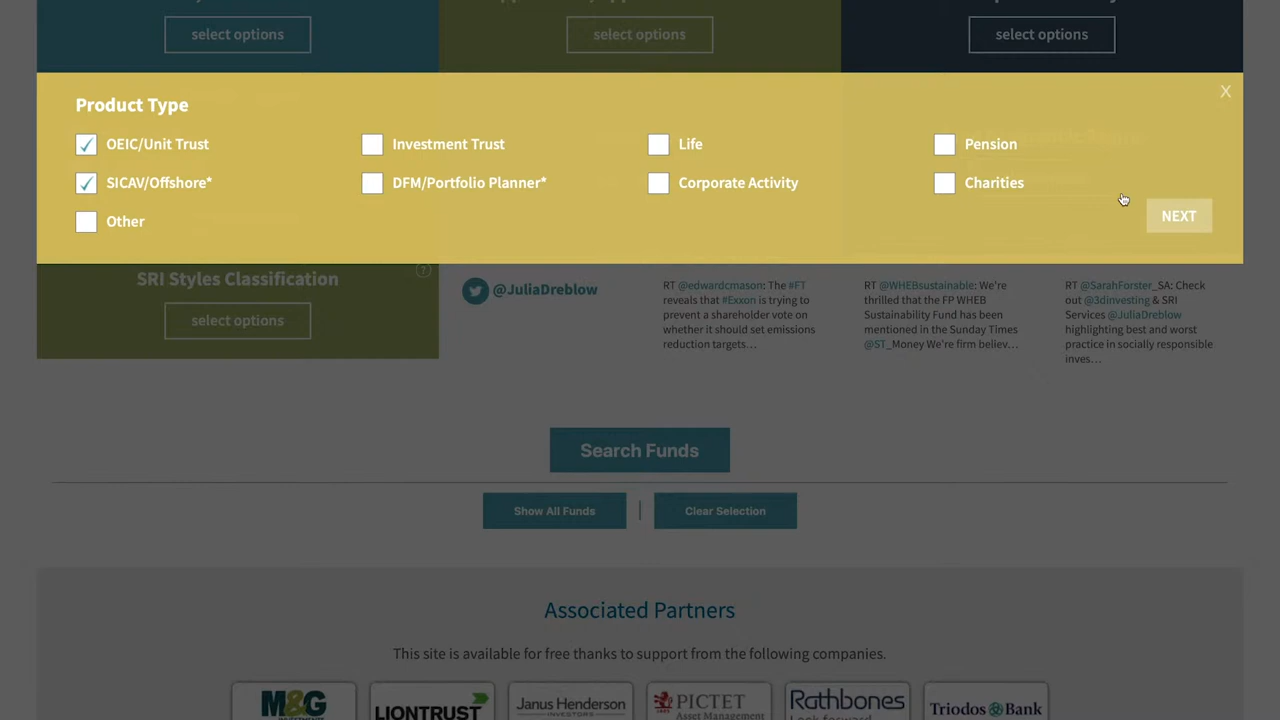 select options
select options
select options
Product Type
X
OEIC/Unit Trust
Investment Trust
Life
Pension
SICAV/Offshore*
DFM/Portfolio Planner*
Corporate Activity
Charities
Other
NEXT
SRI Styles Classification
?
select options
@JuliaDreblow
RT @edwardcmason: The #FT
reveals that #Exxon is trying to
prevent a shareholder vote on
whether it should set emissions
reduction targets…
RT @WHEBsustainable: We're
thrilled that the FP WHEB
Sustainability Fund has been
mentioned in the Sunday Times
@ST_Money We're firm believ…
RT @SarahForster_SA: Check
out @3dinvesting & SRI
Services @JuliaDreblow
highlighting best and worst
practice in socially responsible
inves…
Search Funds
Show All Funds
Clear Selection
Associated Partners
This site is available for free thanks to support from the following companies.
M&G
LIONTRUST
Janus Henderson
INVESTORS
PICTET
Asset Management
Rathbones
Look forward
Triodos Bank